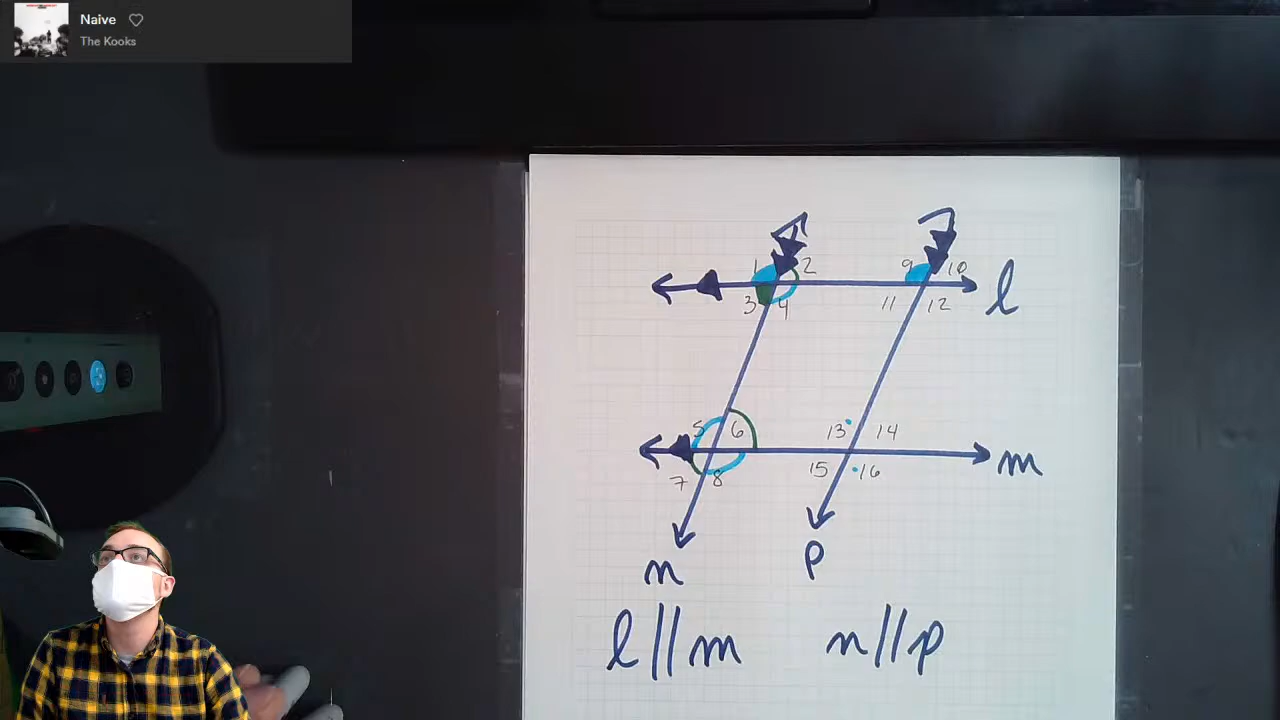 Naive
The Kooks
1 2 9 10
3 4 11 12
l
5 6 13 14
7 8 15 16
m
n p
l || m n || p